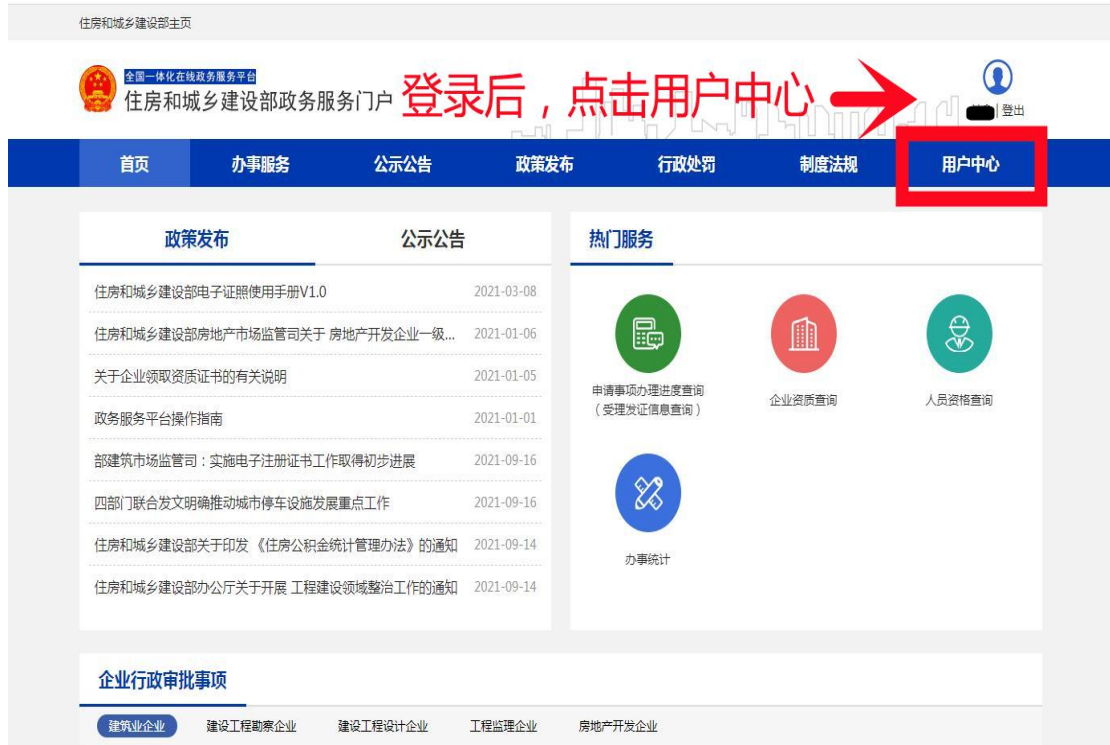 住房和城乡建设部主页
全国一体化在线政务服务平台
住房和城乡建设部政务服务门户
登录后，点击用户中心
登出
首页 办事服务 公示公告 政策发布 行政处罚 制度法规 用户中心
政策发布 公示公告
住房和城乡建设部电子证照使用手册V1.0 2021-03-08
住房和城乡建设部房地产市场监管司关于 房地产开发企业一级... 2021-01-06
关于企业领取资质证书的有关说明 2021-01-05
政务服务平台操作指南 2021-01-01
部建筑市场监管司：实施电子注册证书工作取得初步进展 2021-09-16
四部门联合发文明确推动城市停车设施发展重点工作 2021-09-16
住房和城乡建设部关于印发 《住房公积金统计管理办法》的通知 2021-09-14
住房和城乡建设部办公厅关于开展 工程建设领域整治工作的通知 2021-09-14
热门服务
申请事项办理进度查询
（受理发证信息查询）
企业资质查询
人员资格查询
办事统计
企业行政审批事项
建筑业企业 建设工程勘察企业 建设工程设计企业 工程监理企业 房地产开发企业